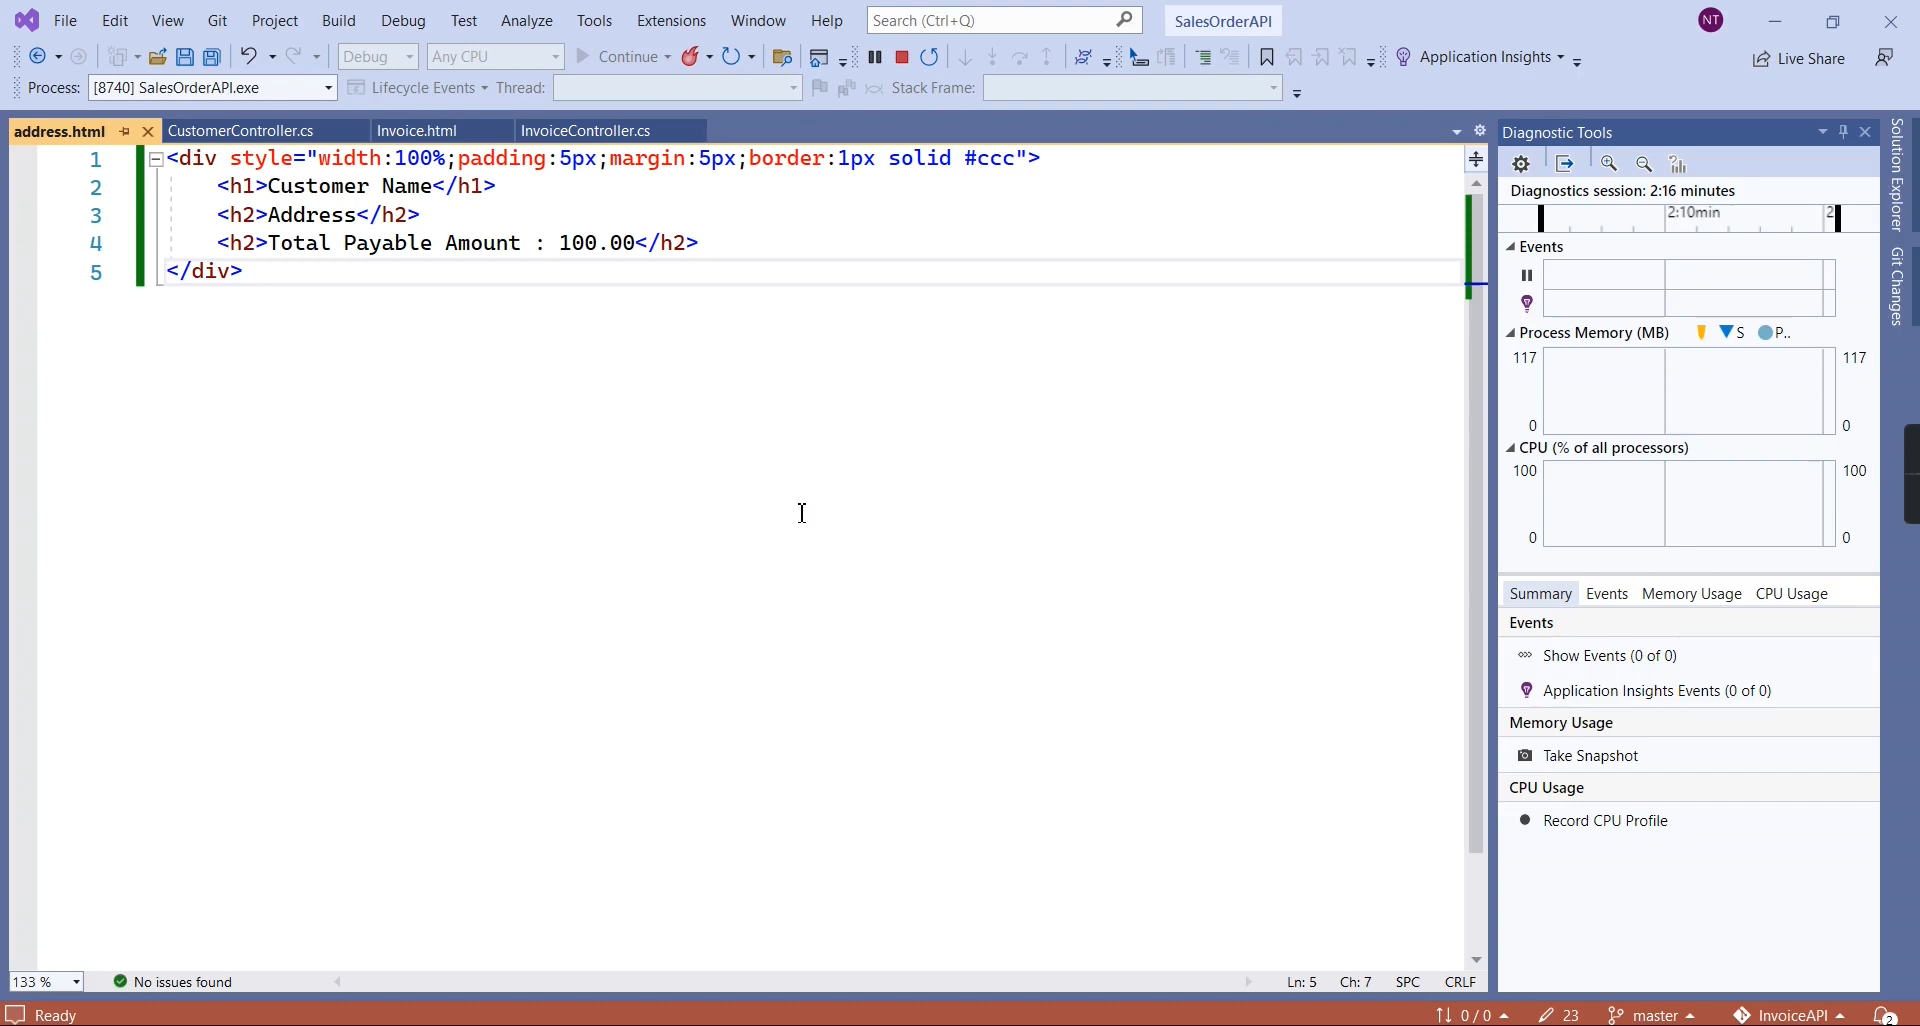 File Edit View Git Project Build Debug Test Analyze Tools Extensions Window Help Search (Ctrl+Q) SalesOrderAPI NT
Debug Any CPU Continue Application Insights Live Share
Process: [8740] SalesOrderAPI.exe Lifecycle Events Thread: Stack Frame:
address.html CustomerController.cs Invoice.html InvoiceController.cs
1 <div style="width:100%;padding:5px;margin:5px;border:1px solid #ccc">
2 <h1>Customer Name</h1>
3 <h2>Address</h2>
4 <h2>Total Payable Amount : 100.00</h2>
5 </div>
Diagnostic Tools
Diagnostics session: 2:16 minutes
2:10min 2
Events
Process Memory (MB) S P..
117 117
0 0
CPU (% of all processors)
100 100
0 0
Summary Events Memory Usage CPU Usage
Events
Show Events (0 of 0)
Application Insights Events (0 of 0)
Memory Usage
Take Snapshot
CPU Usage
Record CPU Profile
Solution Explorer
Git Changes
133 % No issues found Ln: 5 Ch: 7 SPC CRLF
Ready 0 / 0 23 master InvoiceAPI 2